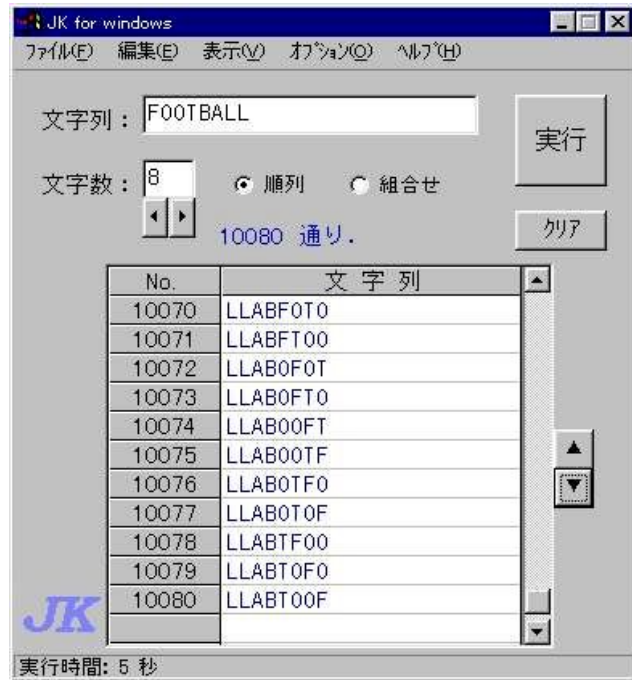 JK for windows
ファイル(F) 編集(E) 表示(V) オプション(O) ヘルプ(H)
文字列： FOOTBALL
実行
文字数： 8 順列 組合せ
10080 通り.
クリア
No. 文 字 列
10070 LLABFOTO
10071 LLABFTOO
10072 LLABOFOT
10073 LLABOFTO
10074 LLABOOFT
10075 LLABOOTF
10076 LLABOTFO
10077 LLABOTOF
10078 LLABTFOO
10079 LLABTOFO
10080 LLABTOOF
JK
実行時間: 5 秒